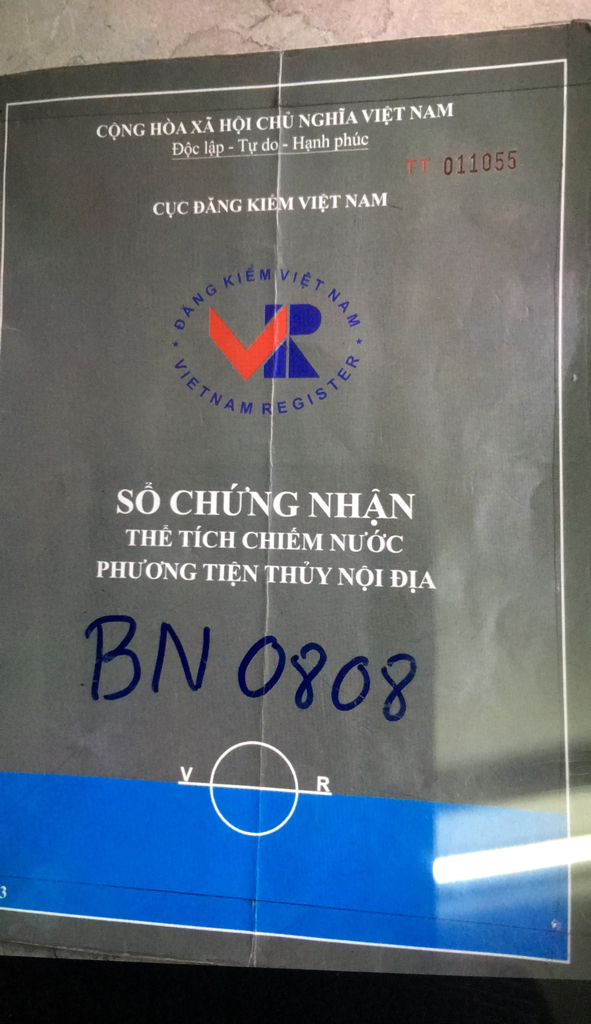 CỘNG HÒA XÃ HỘI CHỦ NGHĨA VIỆT NAM
Độc lập - Tự do - Hạnh phúc
TT 011055
CỤC ĐĂNG KIỂM VIỆT NAM
* ĐĂNG KIỂM VIỆT NAM *
VR
VIETNAM REGISTER
SỔ CHỨNG NHẬN
THỂ TÍCH CHIẾM NƯỚC
PHƯƠNG TIỆN THỦY NỘI ĐỊA
BN 0808
V R
3